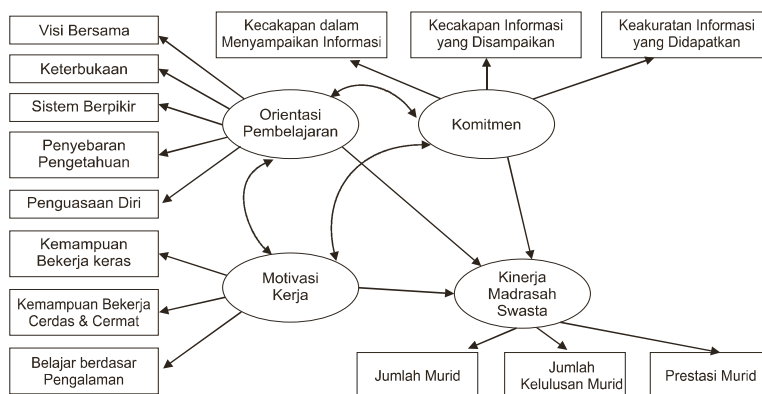 Visi Bersama
Keterbukaan
Sistem Berpikir
Penyebaran
Pengetahuan
Penguasaan Diri
Kemampuan
Bekerja keras
Kemampuan Bekerja
Cerdas & Cermat
Belajar berdasar
Pengalaman
Kecakapan dalam
Menyampaikan Informasi
Kecakapan Informasi
yang Disampaikan
Keakuratan Informasi
yang Didapatkan
Orientasi
Pembelajaran
Komitmen
Motivasi
Kerja
Kinerja
Madrasah
Swasta
Jumlah Murid
Jumlah
Kelulusan Murid
Prestasi Murid